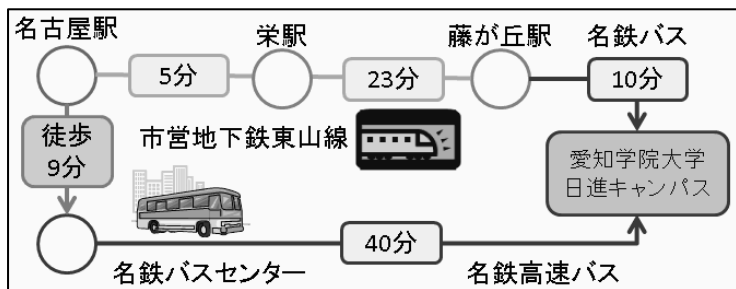 名古屋駅
栄駅
藤が丘駅
名鉄バス
5分
23分
10分
徒歩
9分
市営地下鉄東山線
愛知学院大学
日進キャンパス
40分
名鉄バスセンター
名鉄高速バス